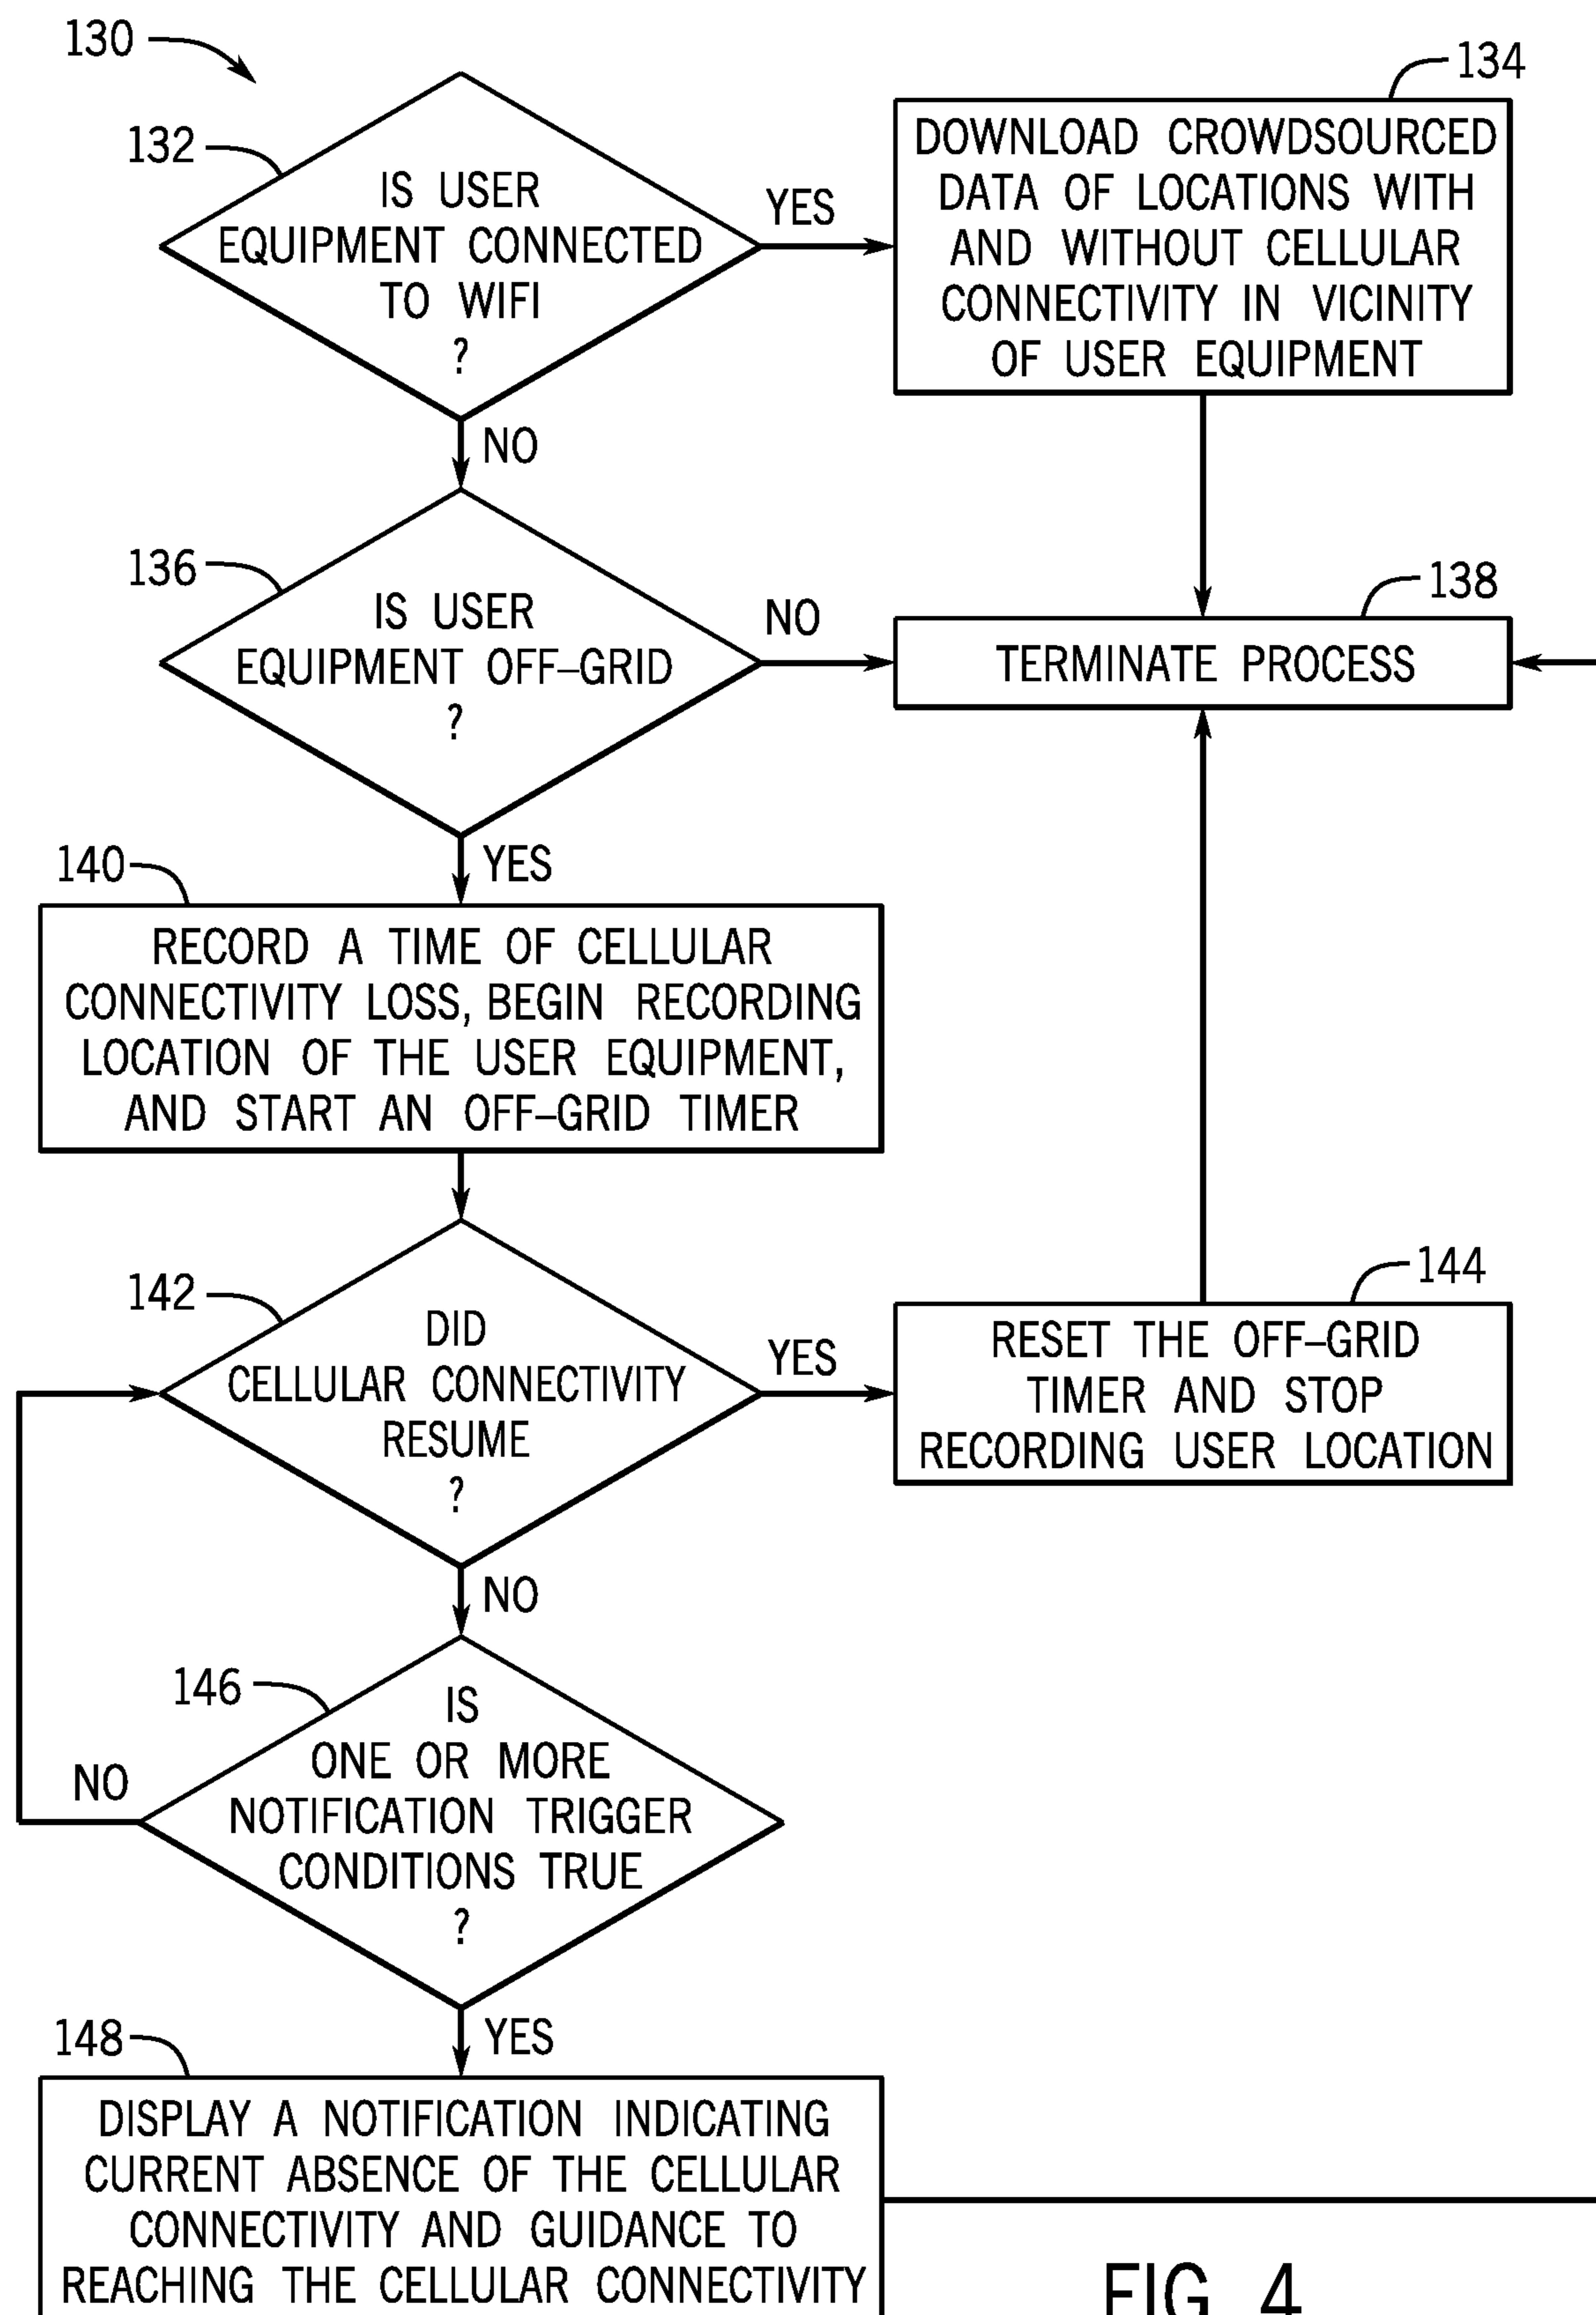 130
132
IS USER
EQUIPMENT CONNECTED
TO WIFI
?
YES
NO
134
DOWNLOAD CROWDSOURCED
DATA OF LOCATIONS WITH
AND WITHOUT CELLULAR
CONNECTIVITY IN VICINITY
OF USER EQUIPMENT
136
IS USER
EQUIPMENT OFF-GRID
?
NO
YES
138
TERMINATE PROCESS
140
RECORD A TIME OF CELLULAR
CONNECTIVITY LOSS, BEGIN RECORDING
LOCATION OF THE USER EQUIPMENT,
AND START AN OFF-GRID TIMER
142
DID
CELLULAR CONNECTIVITY
RESUME
?
YES
NO
144
RESET THE OFF-GRID
TIMER AND STOP
RECORDING USER LOCATION
146
IS
ONE OR MORE
NOTIFICATION TRIGGER
CONDITIONS TRUE
?
NO
YES
148
DISPLAY A NOTIFICATION INDICATING
CURRENT ABSENCE OF THE CELLULAR
CONNECTIVITY AND GUIDANCE TO
REACHING THE CELLULAR CONNECTIVITY
FIG. 4